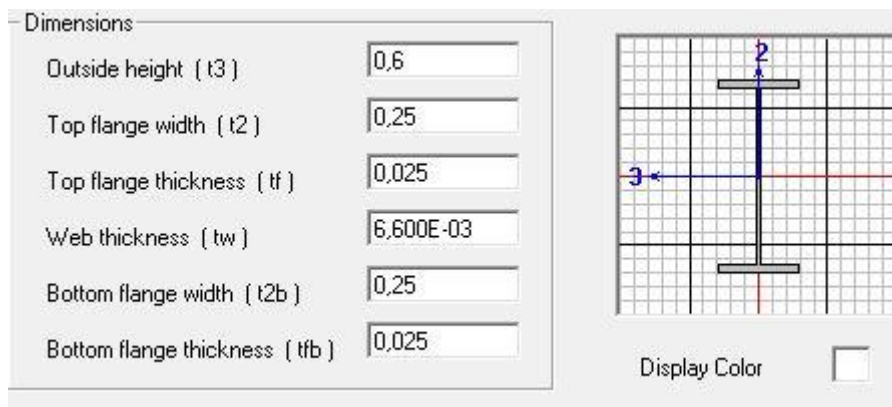 Dimensions
Outside height ( t3 ) 0,6
Top flange width ( t2 ) 0,25
Top flange thickness ( tf ) 0,025
Web thickness ( tw ) 6,600E-03
Bottom flange width ( t2b ) 0,25
Bottom flange thickness ( tfb ) 0,025
2
3
Display Color